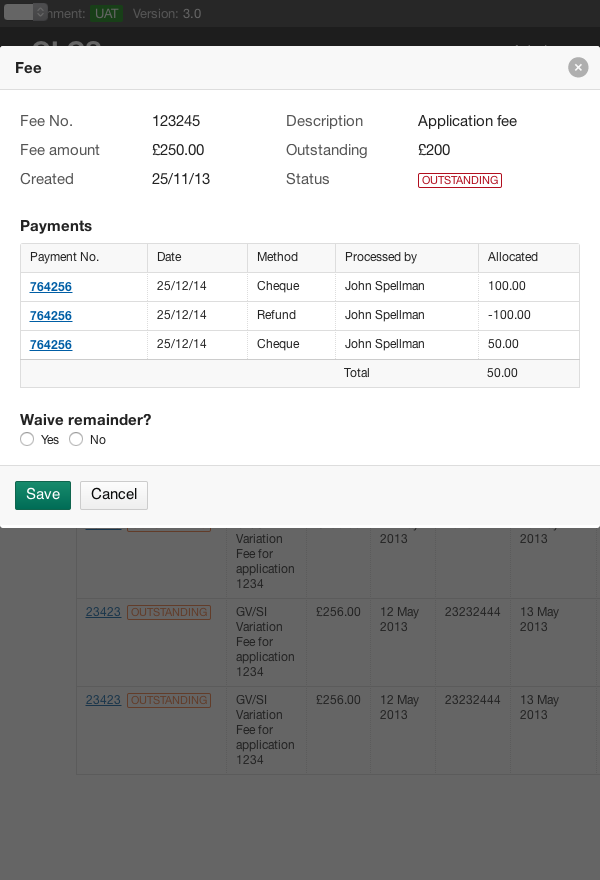 nment: UAT Version: 3.0
Fee
Fee No. 123245 Description Application fee
Fee amount £250.00 Outstanding £200
Created 25/11/13 Status OUTSTANDING
Payments
Payment No. Date Method Processed by Allocated
764256 25/12/14 Cheque John Spellman 100.00
764256 25/12/14 Refund John Spellman -100.00
764256 25/12/14 Cheque John Spellman 50.00
Total 50.00
Waive remainder?
Yes No
Save Cancel
Variation 2013 2013
Fee for
application
1234
23423 OUTSTANDING GV/SI £256.00 12 May 23232444 13 May
Variation 2013 2013
Fee for
application
1234
23423 OUTSTANDING GV/SI £256.00 12 May 23232444 13 May
Variation 2013 2013
Fee for
application
1234